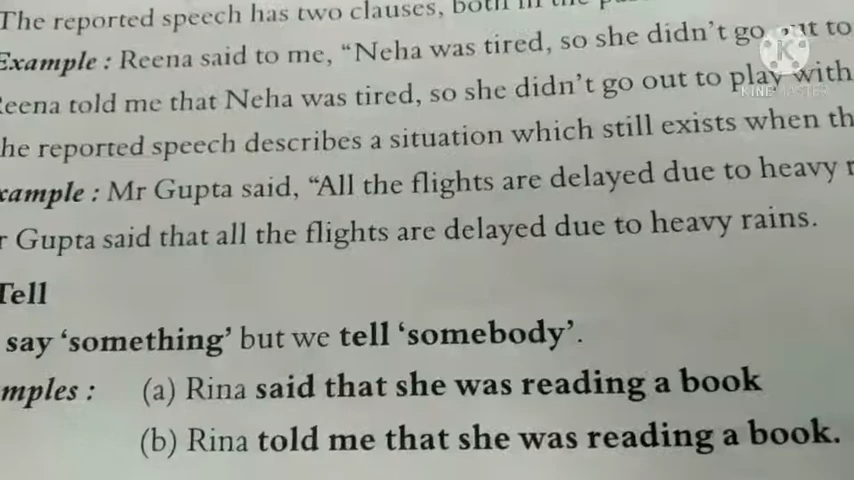 The reported speech has two clauses, both in the
Example : Reena said to me, “Neha was tired, so she didn’t go out to
Reena told me that Neha was tired, so she didn’t go out to play with
he reported speech describes a situation which still exists when th
xample : Mr Gupta said, “All the flights are delayed due to heavy r
r Gupta said that all the flights are delayed due to heavy rains.
Tell
say ‘something’ but we tell ‘somebody’.
mples : (a) Rina said that she was reading a book
(b) Rina told me that she was reading a book.
KINEMASTER